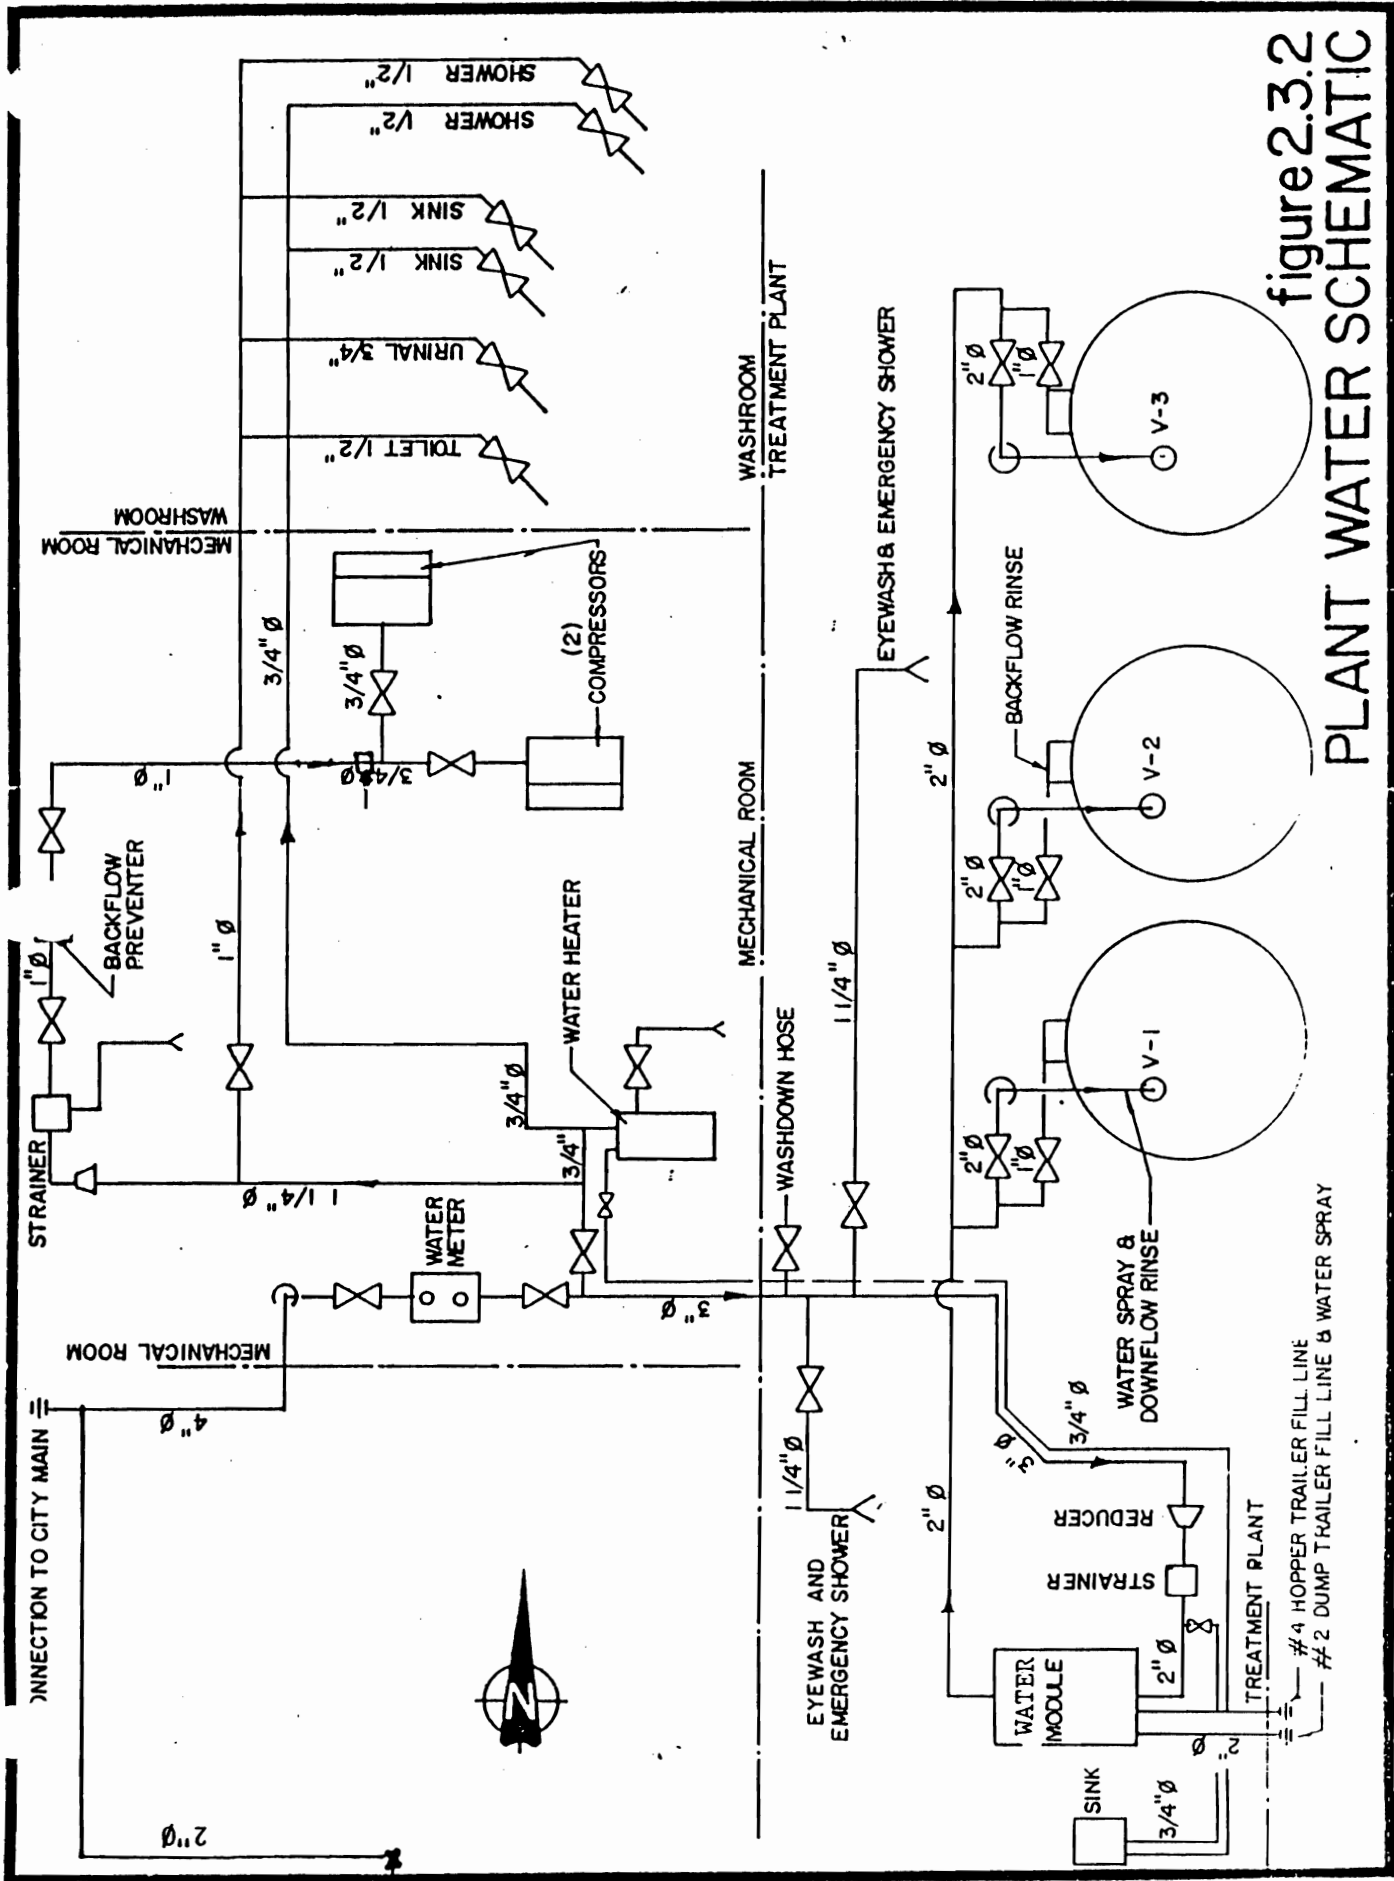 figure 2.3.2
PLANT WATER SCHEMATIC
ONNECTION TO CITY MAIN
2"Ø
4"Ø
MECHANICAL ROOM
STRAINER
1"Ø
BACKFLOW
PREVENTER
1"Ø
1"Ø
1 1/4"Ø
WATER
METER
3/4"
3/4"Ø
WATER HEATER
3"Ø
3/4"Ø
3/4"Ø
3/4Ø
(2)
COMPRESSORS
MECHANICAL ROOM
WASHROOM
TOILET 1/2"
URINAL 3/4"
SINK 1/2"
SINK 1/2"
SHOWER 1/2"
SHOWER 1/2"
WASHROOM
TREATMENT PLANT
MECHANICAL ROOM
WASHDOWN HOSE
1 1/4"Ø
EYEWASH & EMERGENCY SHOWER
1 1/4"Ø
EYEWASH AND
EMERGENCY SHOWER
2"Ø
2"Ø
2"Ø
1"Ø
V-1
2"Ø
1"Ø
V-2
2"Ø
1"Ø
V-3
BACKFLOW RINSE
WATER SPRAY &
DOWNFLOW RINSE
3"Ø
3/4"Ø
REDUCER
STRAINER
2"Ø
WATER
MODULE
2"Ø
SINK
3/4"Ø
TREATMENT PLANT
#4 HOPPER TRAILER FILL LINE
#2 DUMP TRAILER FILL LINE & WATER SPRAY
N